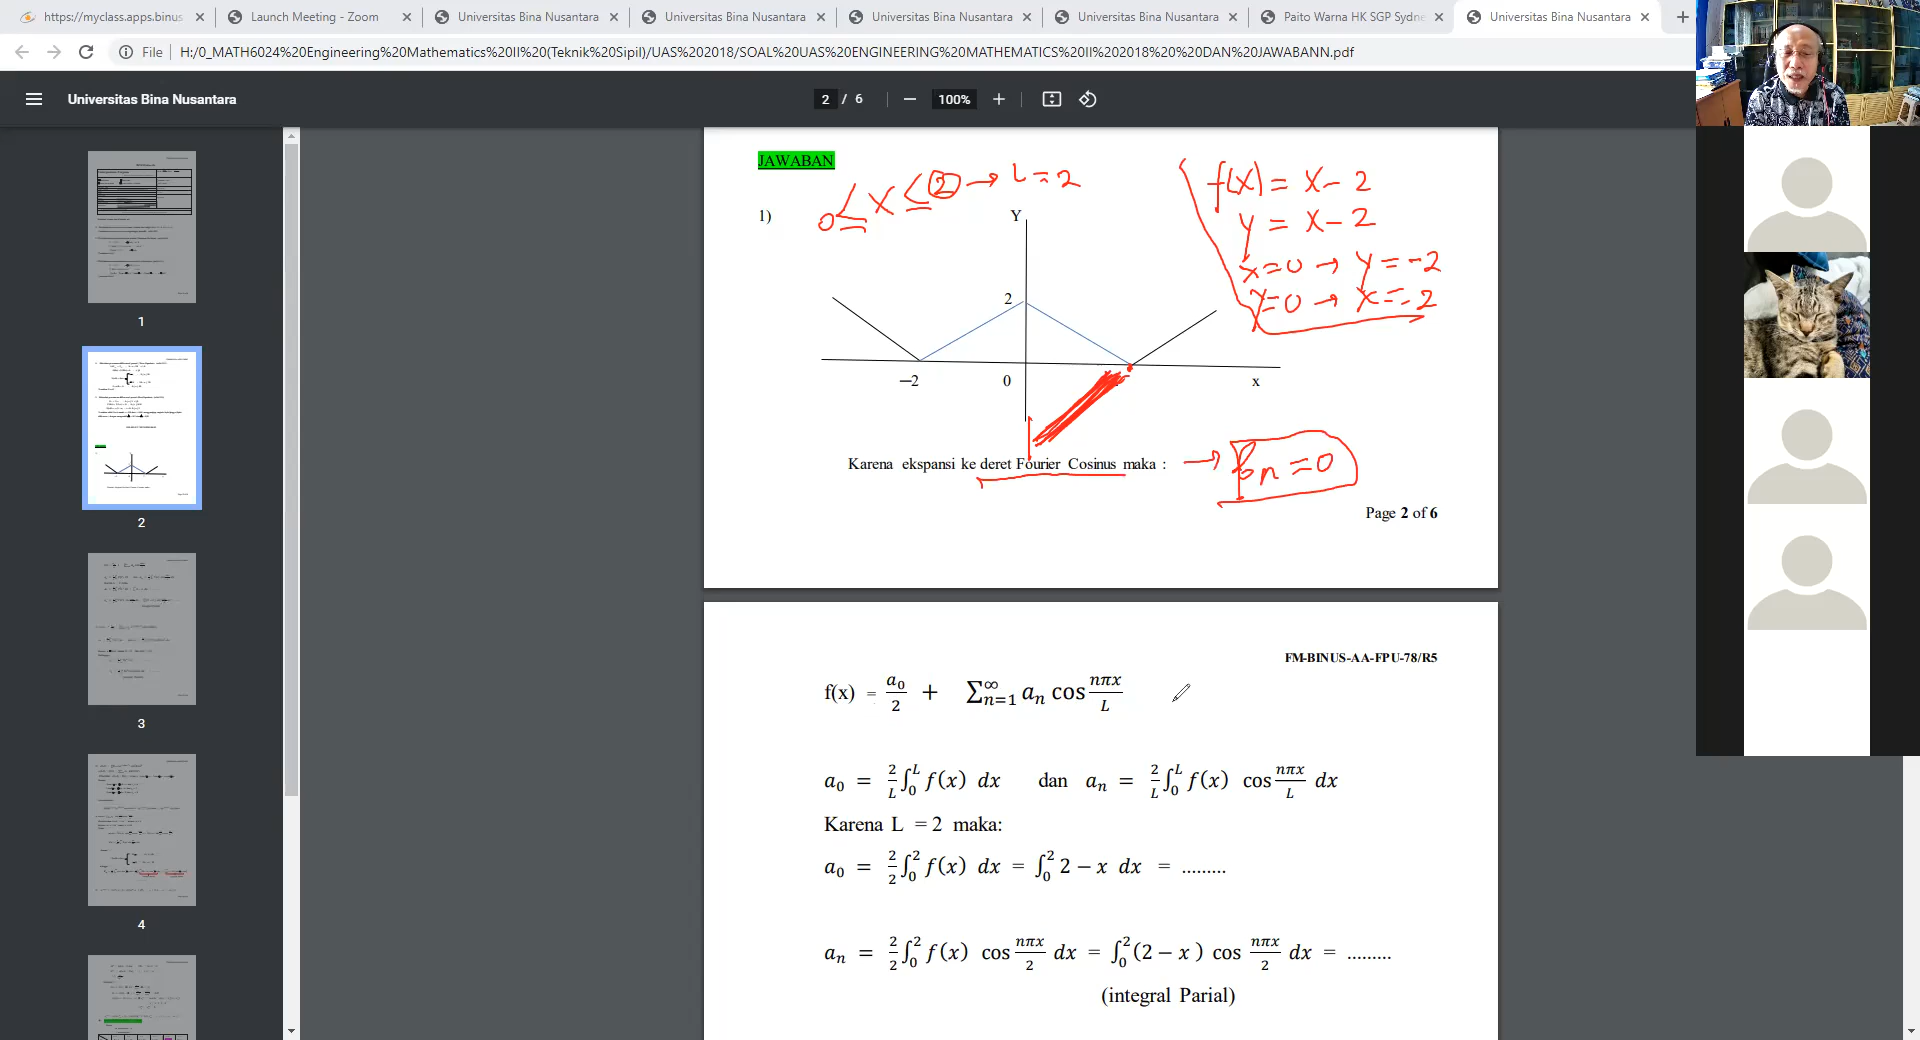 https://myclass.apps.binus
Launch Meeting - Zoom
Universitas Bina Nusantara
Universitas Bina Nusantara
Universitas Bina Nusantara
Universitas Bina Nusantara
Paito Warna HK SGP Sydne
Universitas Bina Nusantara
File
H:/0_MATH6024%20Engineering%20Mathematics%20II%20(Teknik%20Sipil)/UAS%202018/SOAL%20UAS%20ENGINEERING%20MATHEMATICS%20II%202018%20%20DAN%20JAWABANN.pdf
Universitas Bina Nusantara
2 / 6
100%
1
2
3
4
JAWABAN
0 ≤ x ≤ 2 → L = 2
f(x) = x - 2
y = x - 2
x = 0 → y = -2
y = 0 → x = -2
1)
Y
2
−2
0
x
Karena ekspansi ke deret Fourier Cosinus maka : → bn = 0
Page 2 of 6
FM-BINUS-AA-FPU-78/R5
f(x) = a₀/2 + ∑ₙ₌₁^∞ aₙ cos nπx/L
a₀ = 2/L ∫₀^L f(x) dx dan aₙ = 2/L ∫₀^L f(x) cos nπx/L dx
Karena L = 2 maka:
a₀ = 2/2 ∫₀² f(x) dx = ∫₀² 2 − x dx = .........
aₙ = 2/2 ∫₀² f(x) cos nπx/2 dx = ∫₀² (2 − x ) cos nπx/2 dx = .........
(integral Parial)